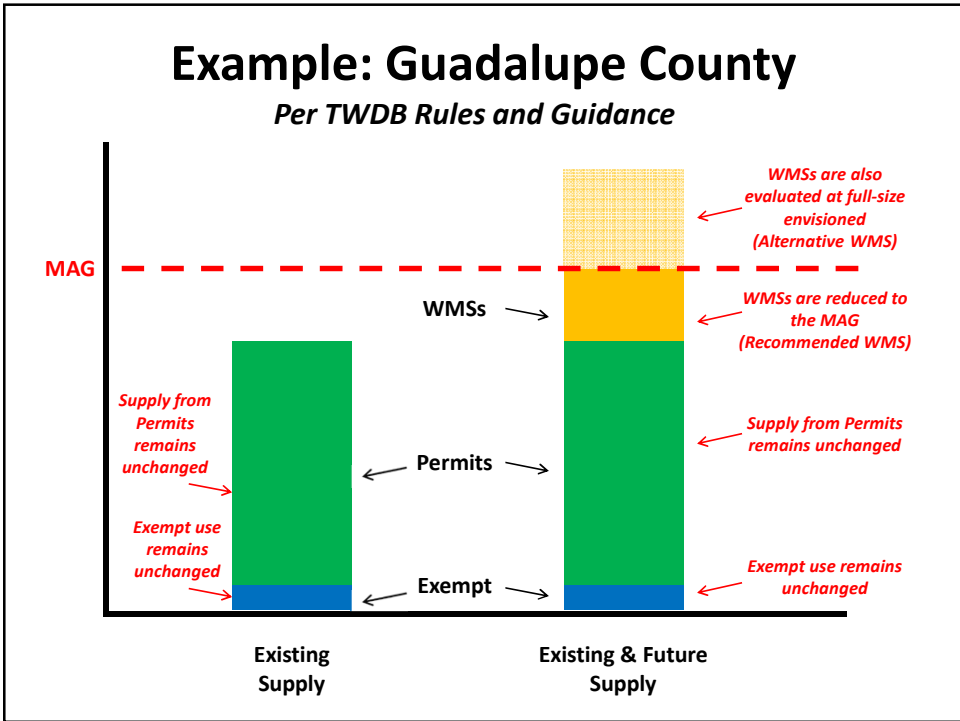 Example: Guadalupe County
Per TWDB Rules and Guidance
WMSs are also
evaluated at full-size
envisioned
(Alternative WMS)
MAG
WMSs
WMSs are reduced to
the MAG
(Recommended WMS)
Supply from
Permits
remains
unchanged
Permits
Supply from Permits
remains unchanged
Exempt use
remains
unchanged
Exempt
Exempt use remains
unchanged
Existing
Supply
Existing & Future
Supply